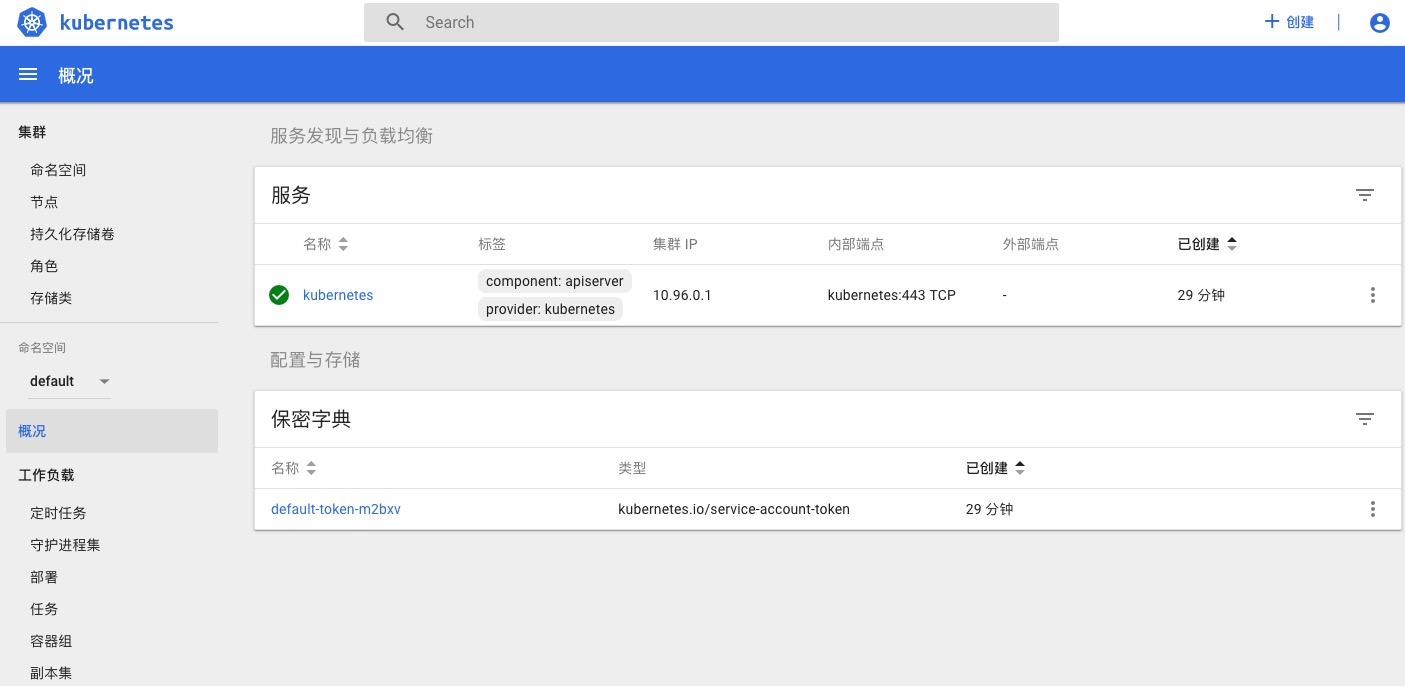 kubernetes
Search
创建
概况
集群
命名空间
节点
持久化存储卷
角色
存储类
命名空间
default
概况
工作负载
定时任务
守护进程集
部署
任务
容器组
副本集
服务发现与负载均衡
服务
名称 标签 集群 IP 内部端点 外部端点 已创建
kubernetes component: apiserver 10.96.0.1 kubernetes:443 TCP - 29 分钟
provider: kubernetes
配置与存储
保密字典
名称 类型 已创建
default-token-m2bxv kubernetes.io/service-account-token 29 分钟